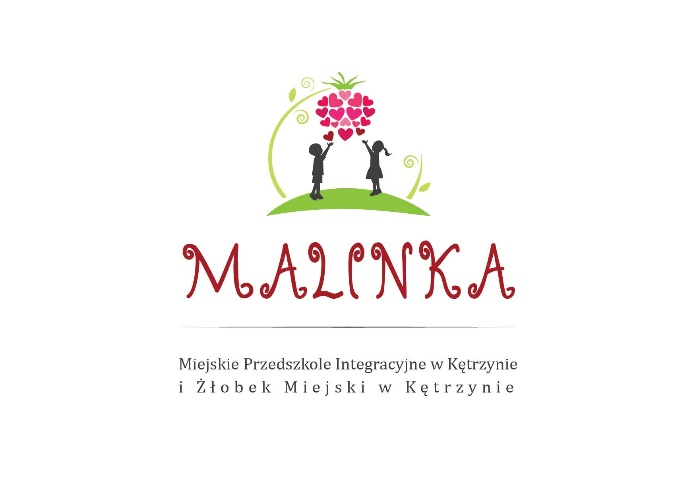 MALINKA
Miejskie Przedszkole Integracyjne w Kętrzynie
i Żłobek Miejski w Kętrzynie